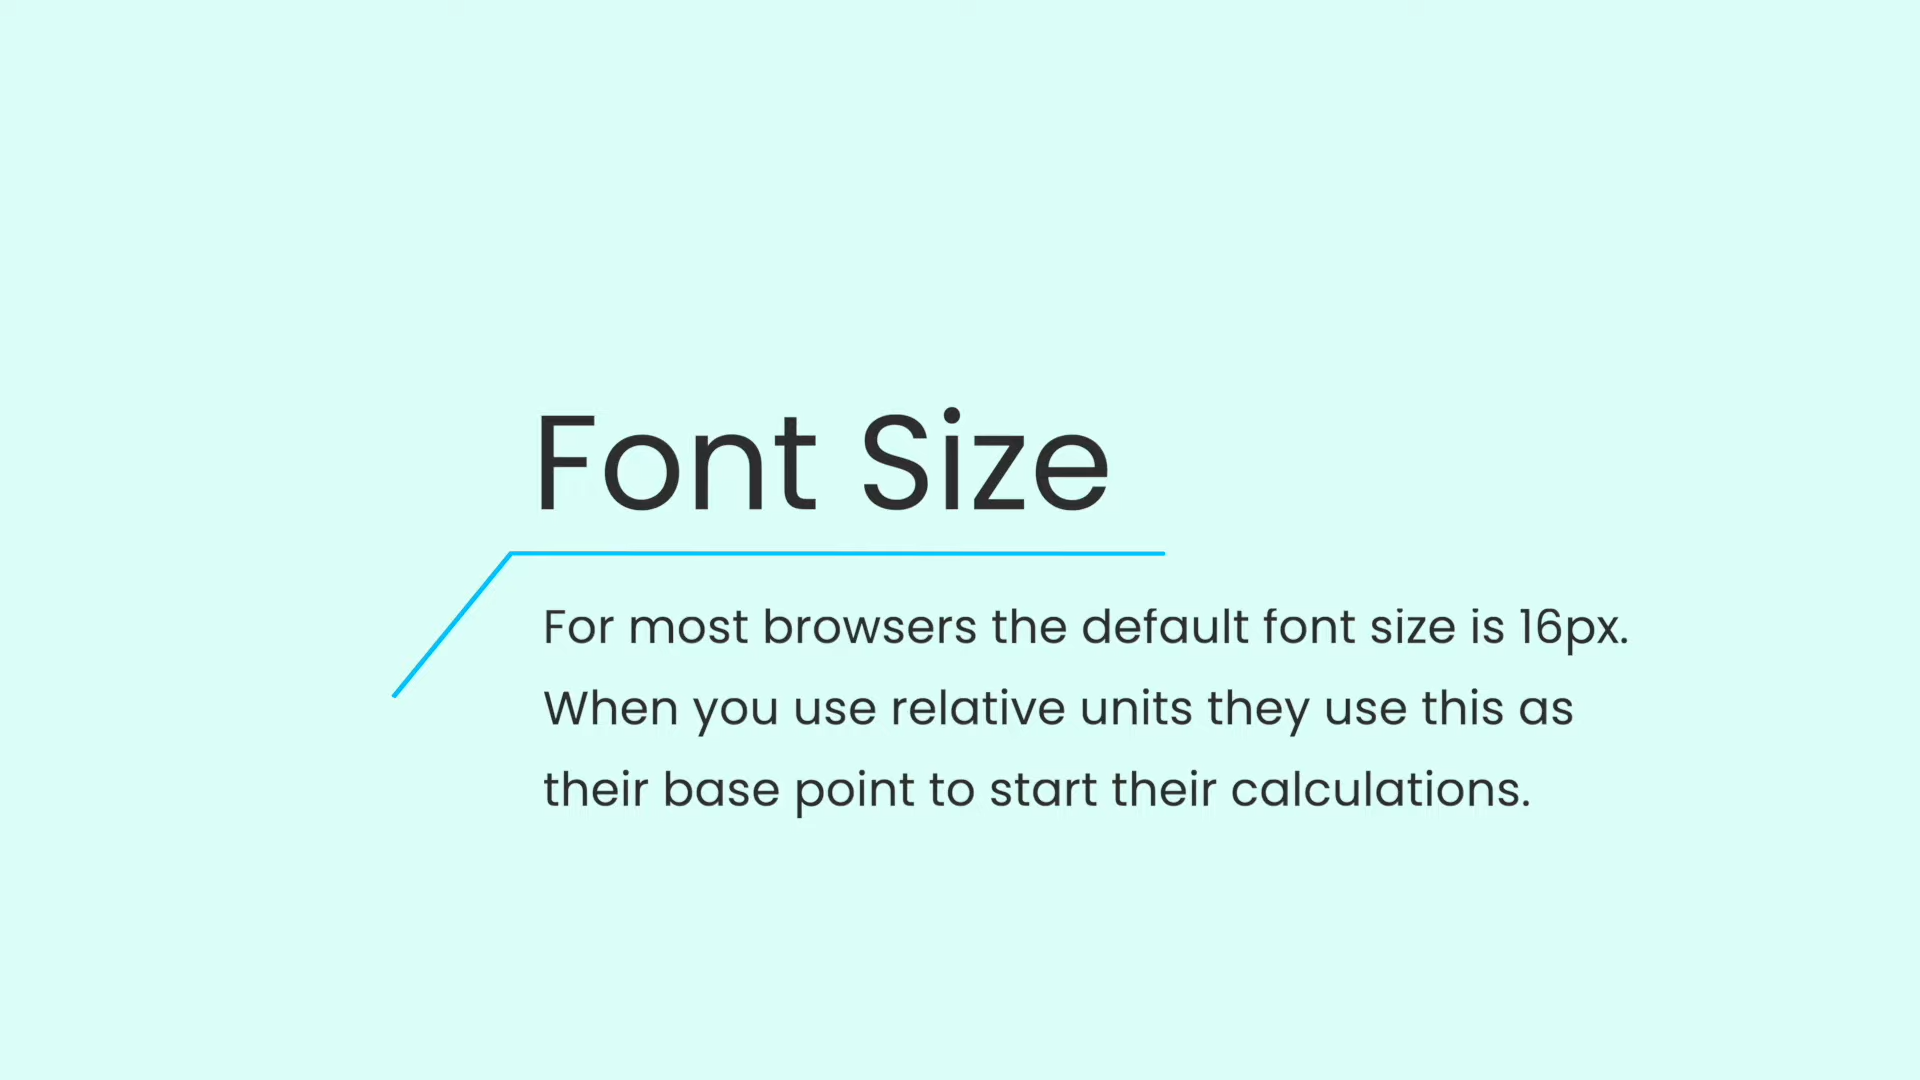 Font Size
For most browsers the default font size is 16px.
When you use relative units they use this as
their base point to start their calculations.